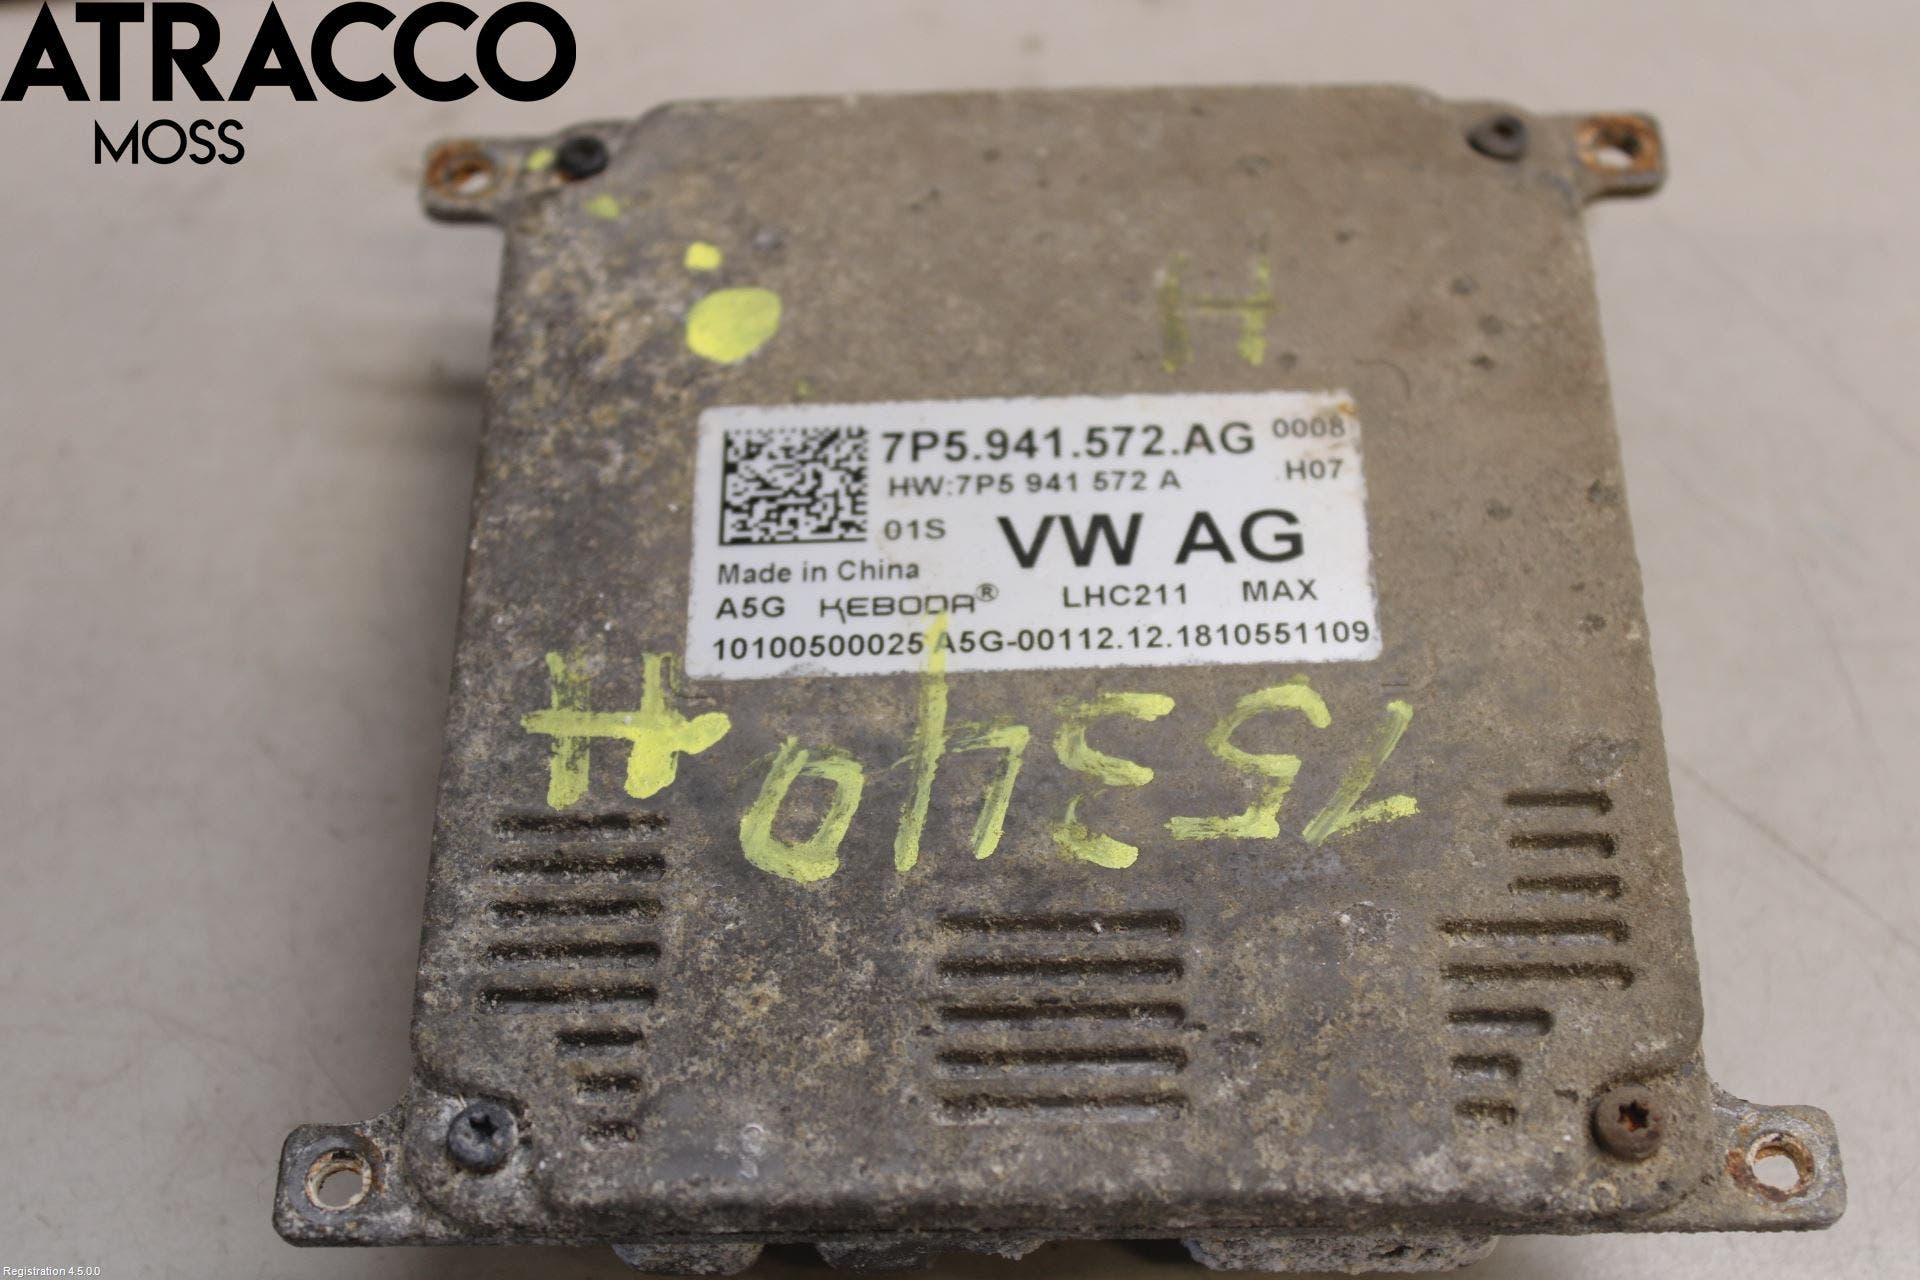 ATRACCO
MOSS
H
7P5.941.572.AG 0008
HW:7P5 941 572 A H07
01S VW AG
Made in China
A5G KEBODA® LHC211 MAX
10100500025 A5G-00112.12.1810551109
H
Registration 4.5.0.0